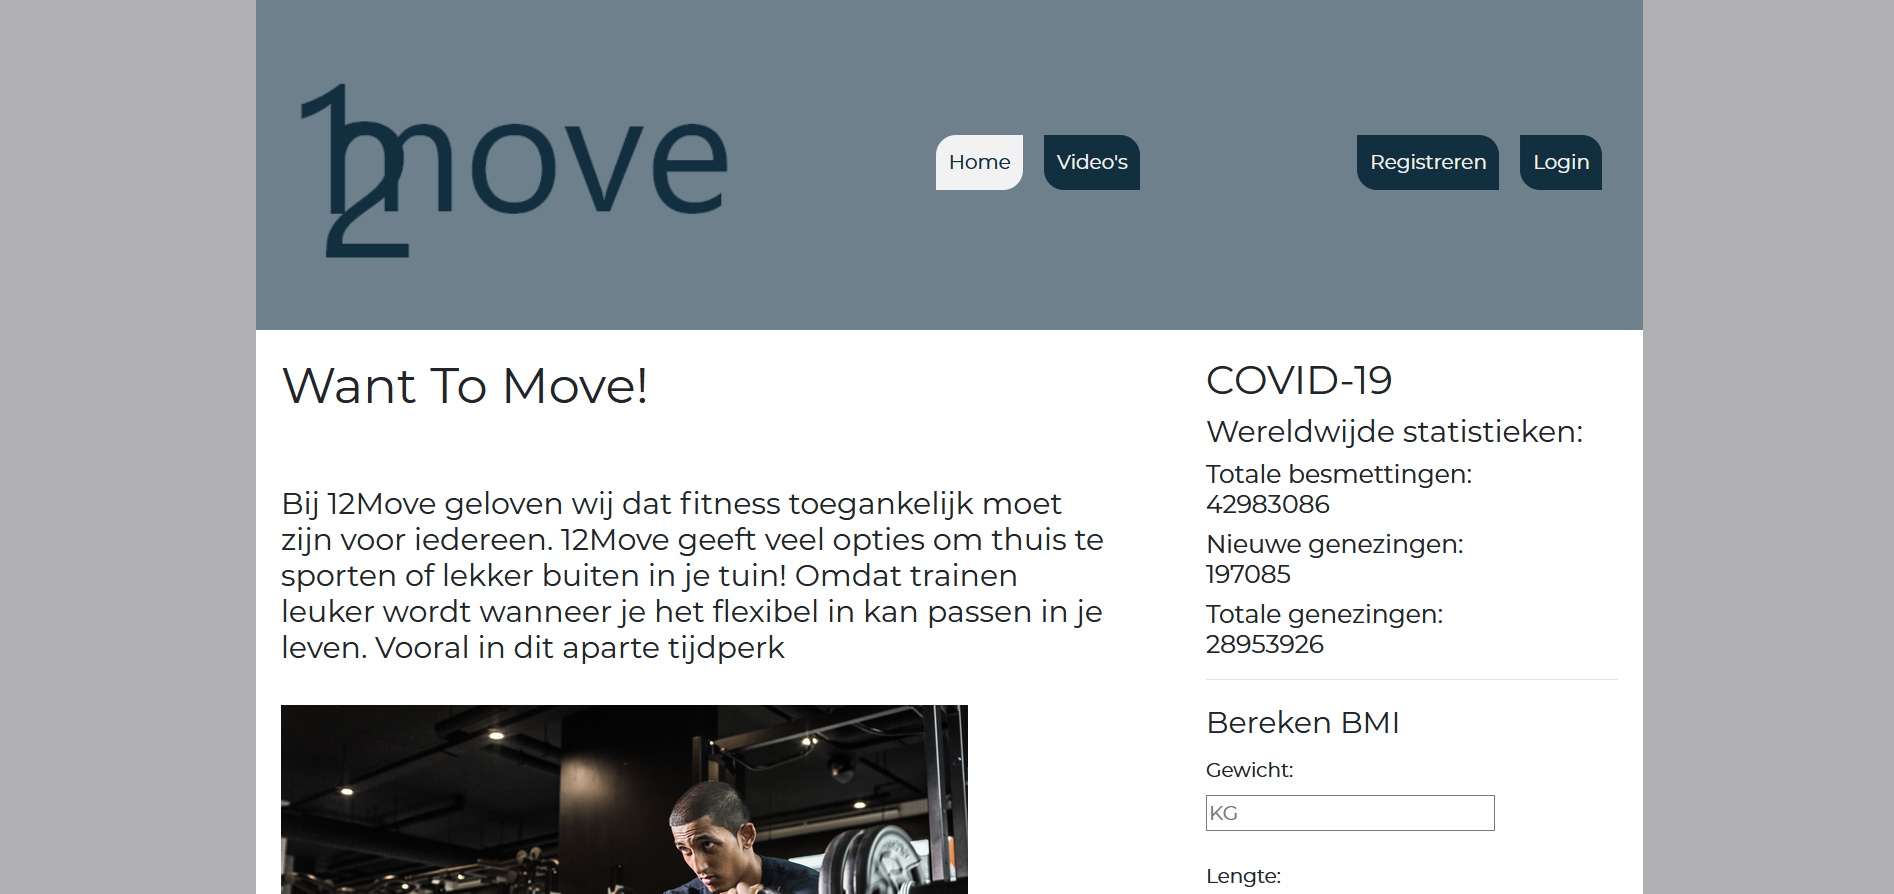 12move
Home
Video's
Registreren
Login
Want To Move!
Bij 12Move geloven wij dat fitness toegankelijk moet
zijn voor iedereen. 12Move geeft veel opties om thuis te
sporten of lekker buiten in je tuin! Omdat trainen
leuker wordt wanneer je het flexibel in kan passen in je
leven. Vooral in dit aparte tijdperk
COVID-19
Wereldwijde statistieken:
Totale besmettingen:
42983086
Nieuwe genezingen:
197085
Totale genezingen:
28953926
Bereken BMI
Gewicht:
KG
Lengte: